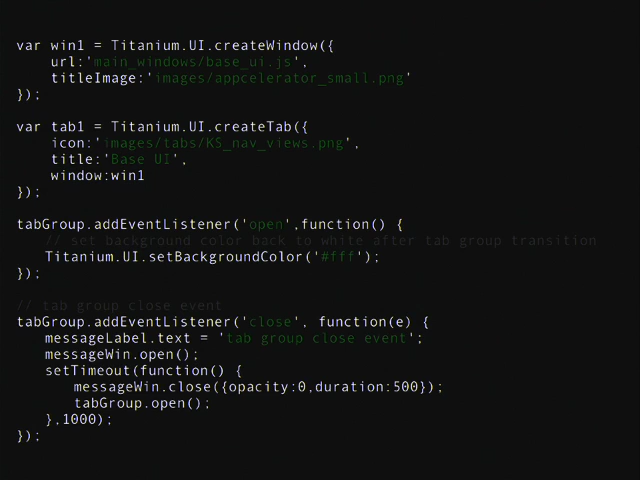 var win1 = Titanium.UI.createWindow({
url:'main_windows/base_ui.js',
titleImage:'images/appcelerator_small.png'
});
var tab1 = Titanium.UI.createTab({
icon:'images/tabs/KS_nav_views.png',
title:'Base UI',
window:win1
});
tabGroup.addEventListener('open',function() {
// set background color back to white after tab group transition
Titanium.UI.setBackgroundColor('#fff');
});
// tab group close event
tabGroup.addEventListener('close', function(e) {
messageLabel.text = 'tab group close event';
messageWin.open();
setTimeout(function() {
messageWin.close({opacity:0,duration:500});
tabGroup.open();
},1000);
});